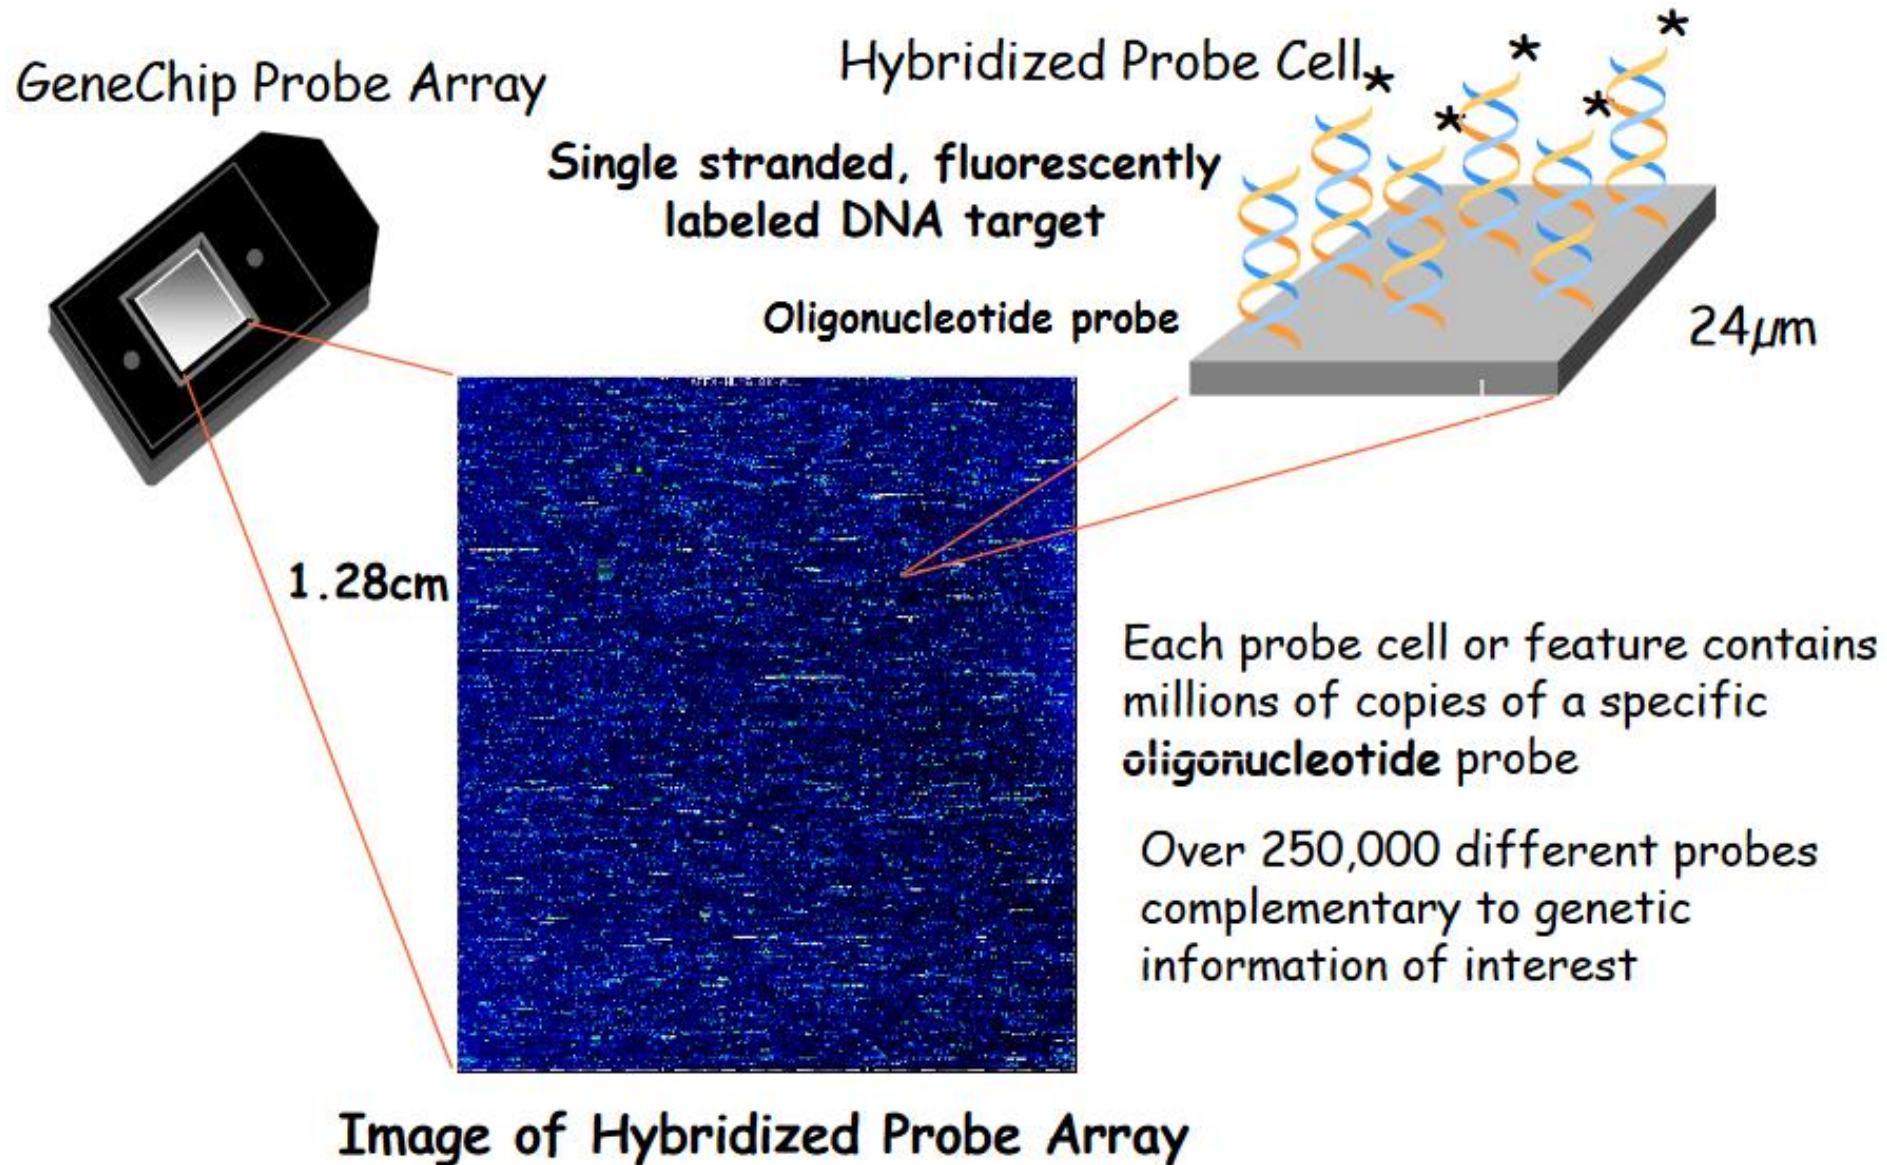 GeneChip Probe Array
Hybridized Probe Cell
*
*
*
*
*
Single stranded, fluorescently
labeled DNA target
Oligonucleotide probe
24µm
1.28cm
Each probe cell or feature contains
millions of copies of a specific
oligonucleotide probe
Over 250,000 different probes
complementary to genetic
information of interest
Image of Hybridized Probe Array